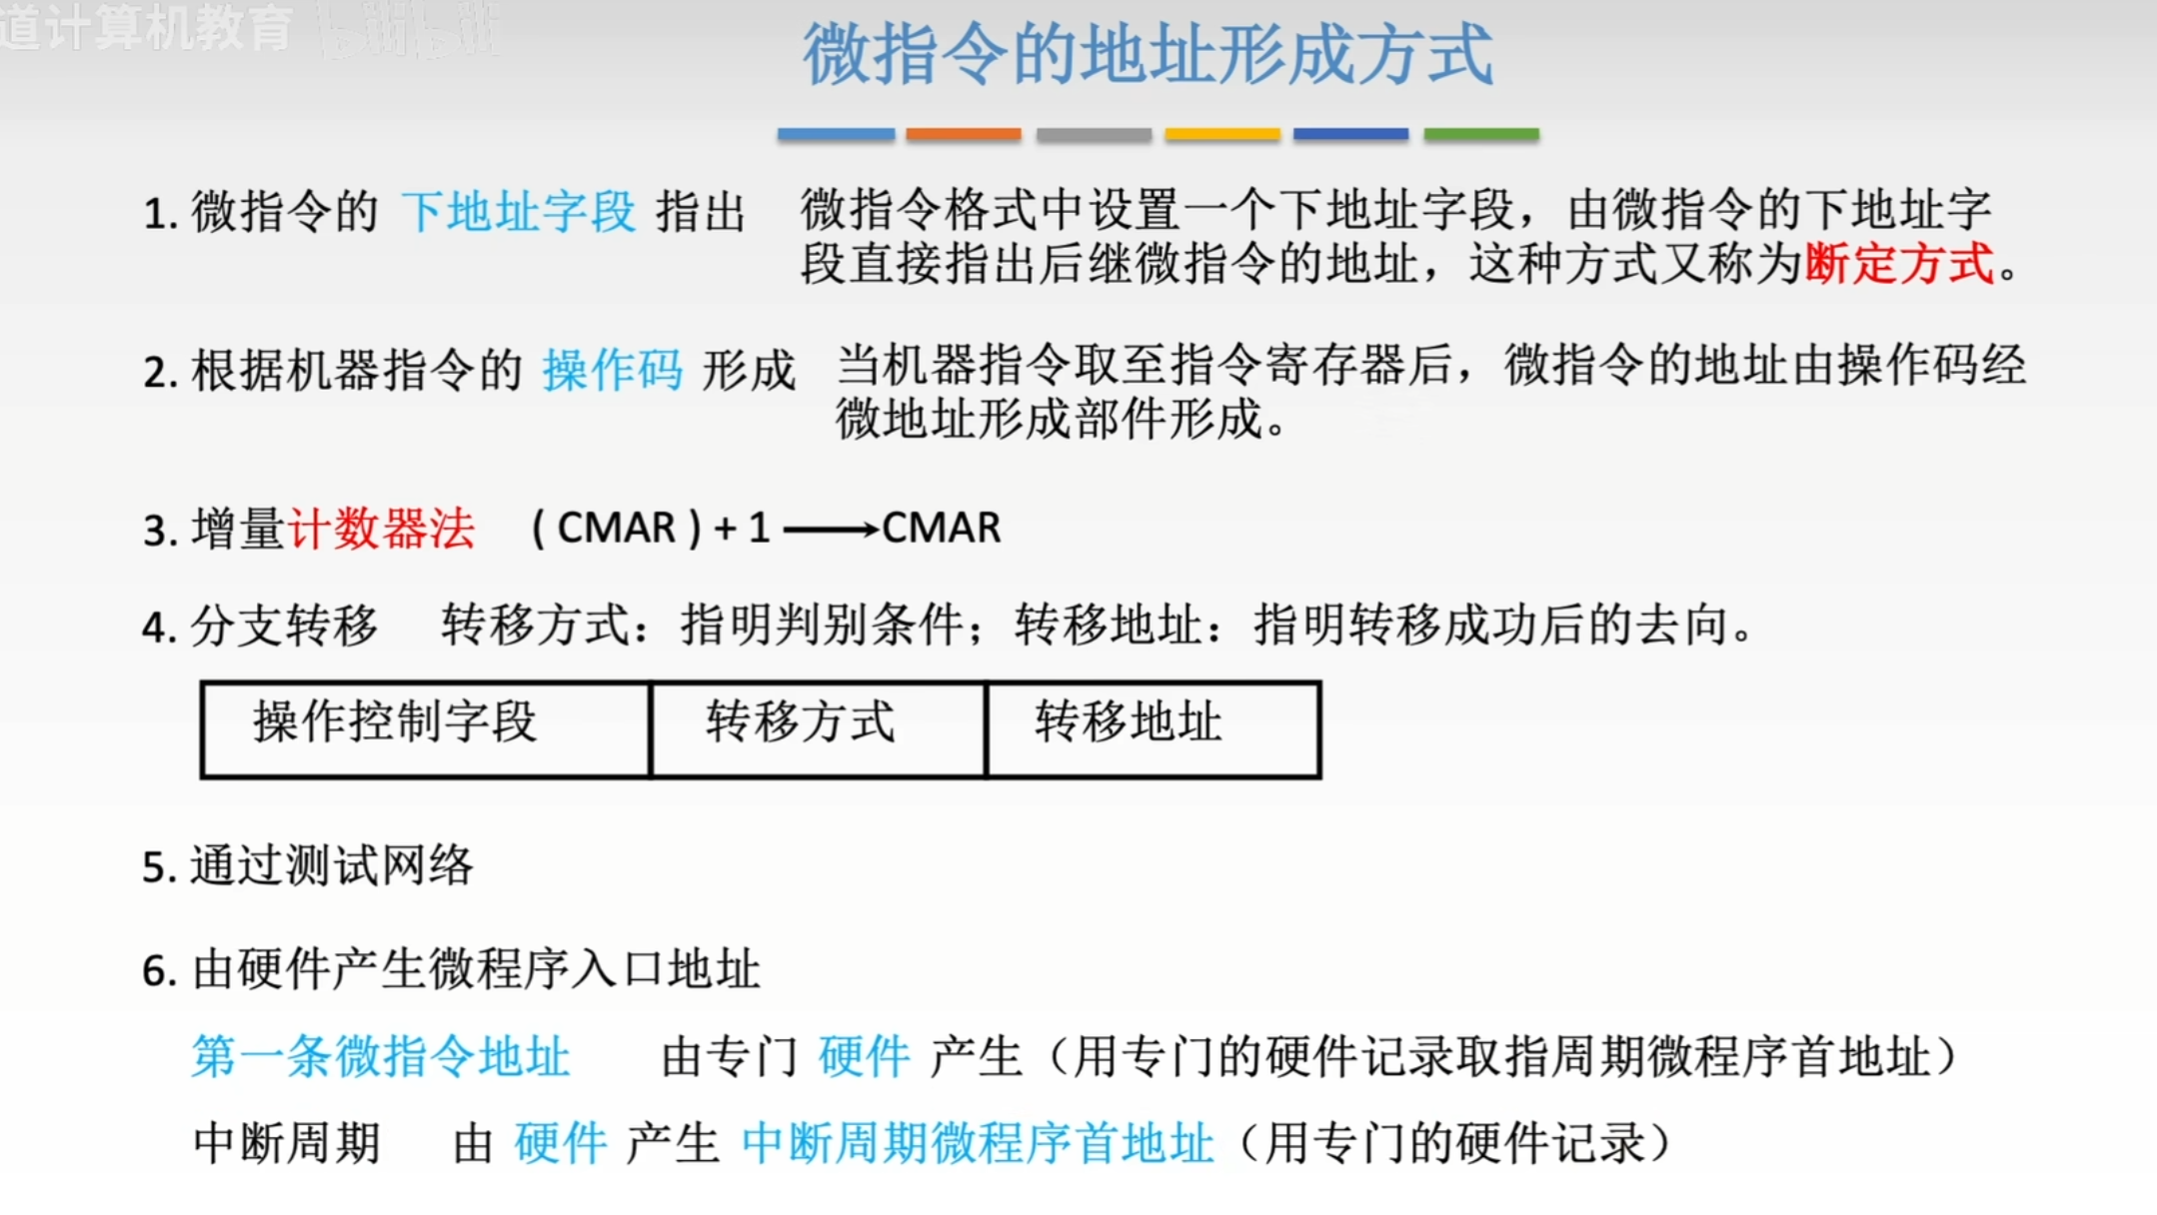 道计算机教育 bilibili
微指令的地址形成方式
1. 微指令的 下地址字段 指出 微指令格式中设置一个下地址字段，由微指令的下地址字
段直接指出后继微指令的地址，这种方式又称为断定方式。
2. 根据机器指令的 操作码 形成 当机器指令取至指令寄存器后，微指令的地址由操作码经
微地址形成部件形成。
3. 增量计数器法 ( CMAR ) + 1 → CMAR
4. 分支转移 转移方式：指明判别条件；转移地址：指明转移成功后的去向。
操作控制字段 转移方式 转移地址
5. 通过测试网络
6. 由硬件产生微程序入口地址
第一条微指令地址 由专门 硬件 产生（用专门的硬件记录取指周期微程序首地址）
中断周期 由 硬件 产生 中断周期微程序首地址（用专门的硬件记录）